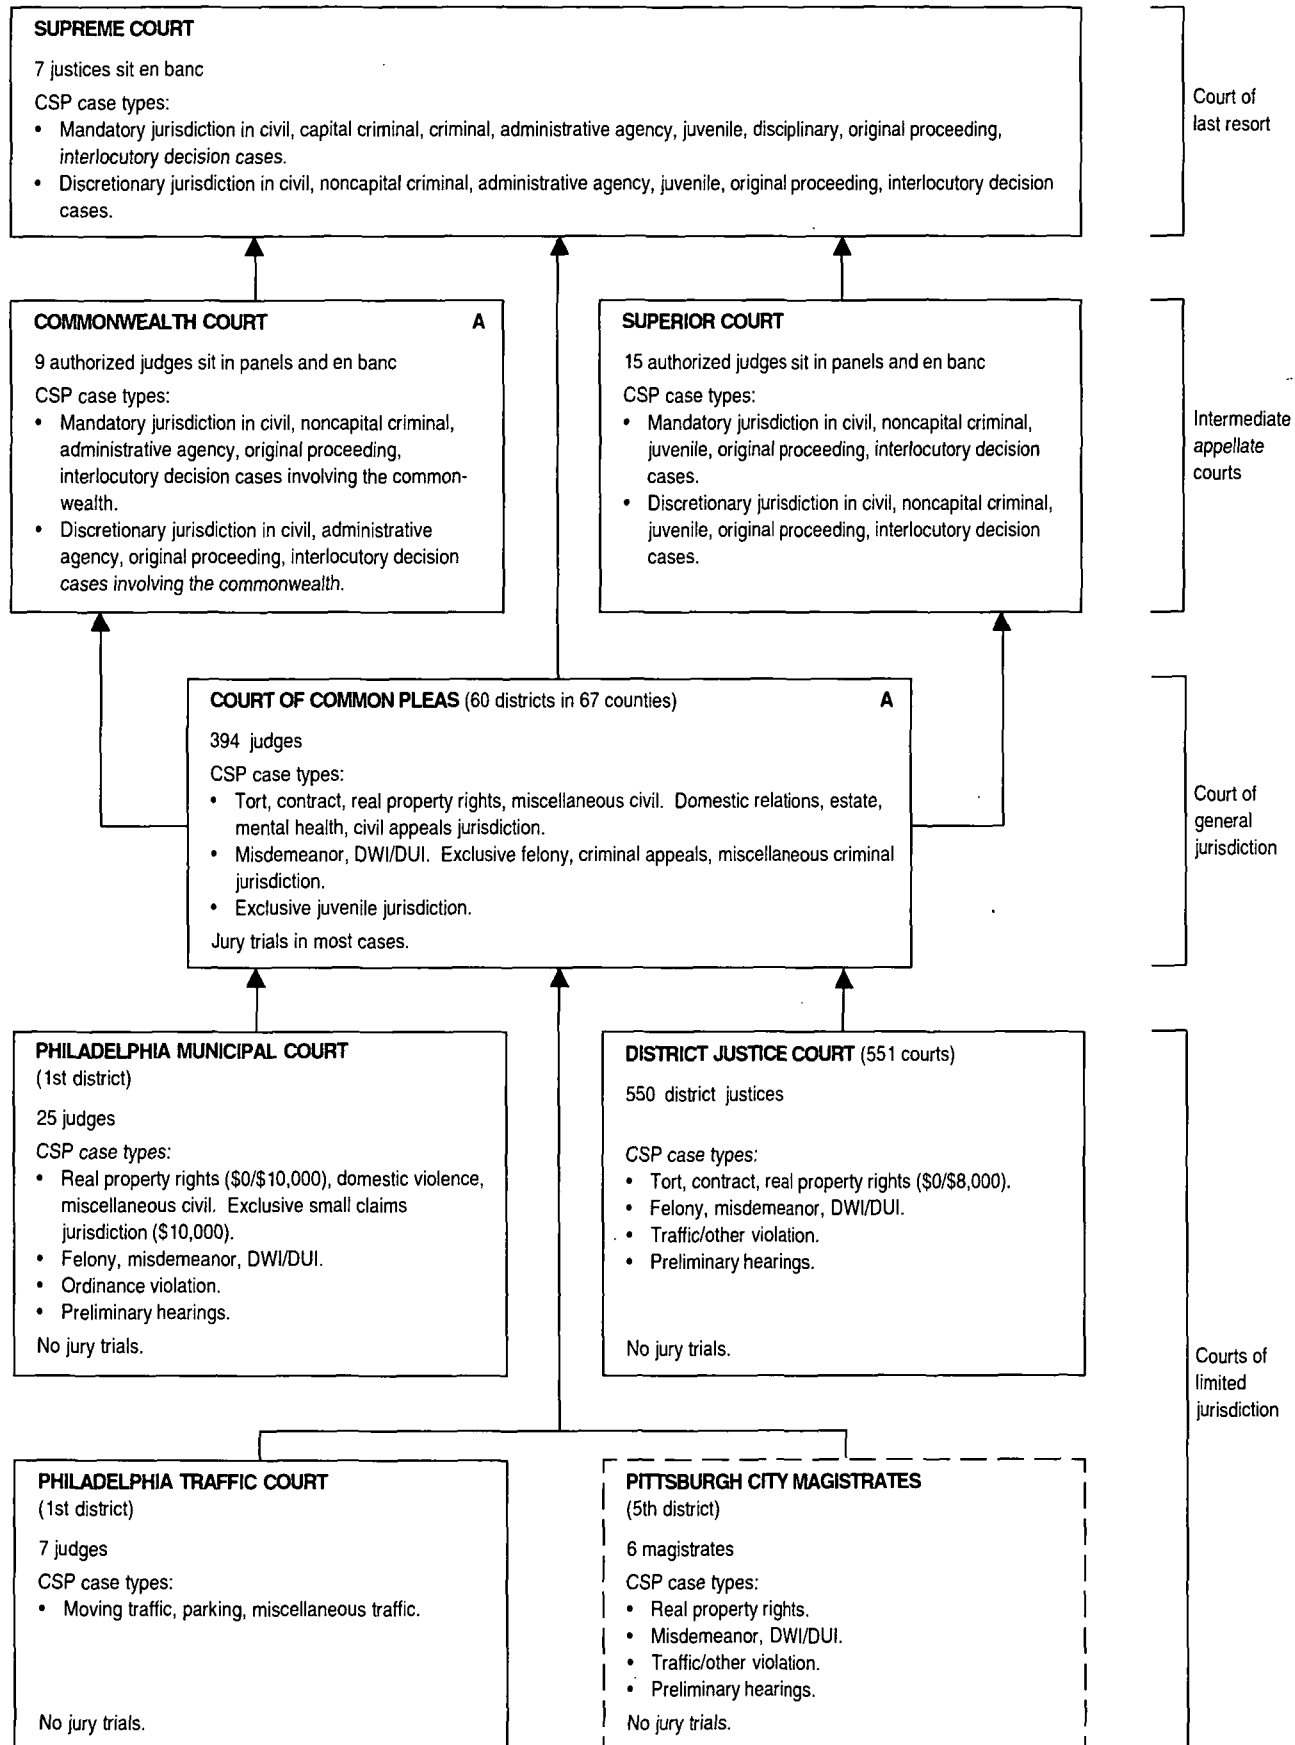 SUPREME COURT
7 justices sit en banc
CSP case types:
• Mandatory jurisdiction in civil, capital criminal, criminal, administrative agency, juvenile, disciplinary, original proceeding,
interlocutory decision cases.
• Discretionary jurisdiction in civil, noncapital criminal, administrative agency, juvenile, original proceeding, interlocutory decision
cases.
Court of
last resort
COMMONWEALTH COURT A
9 authorized judges sit in panels and en banc
CSP case types:
• Mandatory jurisdiction in civil, noncapital criminal,
administrative agency, original proceeding,
interlocutory decision cases involving the common-
wealth.
• Discretionary jurisdiction in civil, administrative
agency, original proceeding, interlocutory decision
cases involving the commonwealth.
SUPERIOR COURT
15 authorized judges sit in panels and en banc
CSP case types:
• Mandatory jurisdiction in civil, noncapital criminal,
juvenile, original proceeding, interlocutory decision
cases.
• Discretionary jurisdiction in civil, noncapital criminal,
juvenile, original proceeding, interlocutory decision
cases.
Intermediate
appellate
courts
COURT OF COMMON PLEAS (60 districts in 67 counties) A
394 judges
CSP case types:
• Tort, contract, real property rights, miscellaneous civil. Domestic relations, estate,
mental health, civil appeals jurisdiction.
• Misdemeanor, DWI/DUI. Exclusive felony, criminal appeals, miscellaneous criminal
jurisdiction.
• Exclusive juvenile jurisdiction.
Jury trials in most cases.
Court of
general
jurisdiction
PHILADELPHIA MUNICIPAL COURT
(1st district)
25 judges
CSP case types:
• Real property rights ($0/$10,000), domestic violence,
miscellaneous civil. Exclusive small claims
jurisdiction ($10,000).
• Felony, misdemeanor, DWI/DUI.
• Ordinance violation.
• Preliminary hearings.
No jury trials.
DISTRICT JUSTICE COURT (551 courts)
550 district justices
CSP case types:
• Tort, contract, real property rights ($0/$8,000).
• Felony, misdemeanor, DWI/DUI.
• Traffic/other violation.
• Preliminary hearings.
No jury trials.
Courts of
limited
jurisdiction
PHILADELPHIA TRAFFIC COURT
(1st district)
7 judges
CSP case types:
• Moving traffic, parking, miscellaneous traffic.
No jury trials.
PITTSBURGH CITY MAGISTRATES
(5th district)
6 magistrates
CSP case types:
• Real property rights.
• Misdemeanor, DWI/DUI.
• Traffic/other violation.
• Preliminary hearings.
No jury trials.